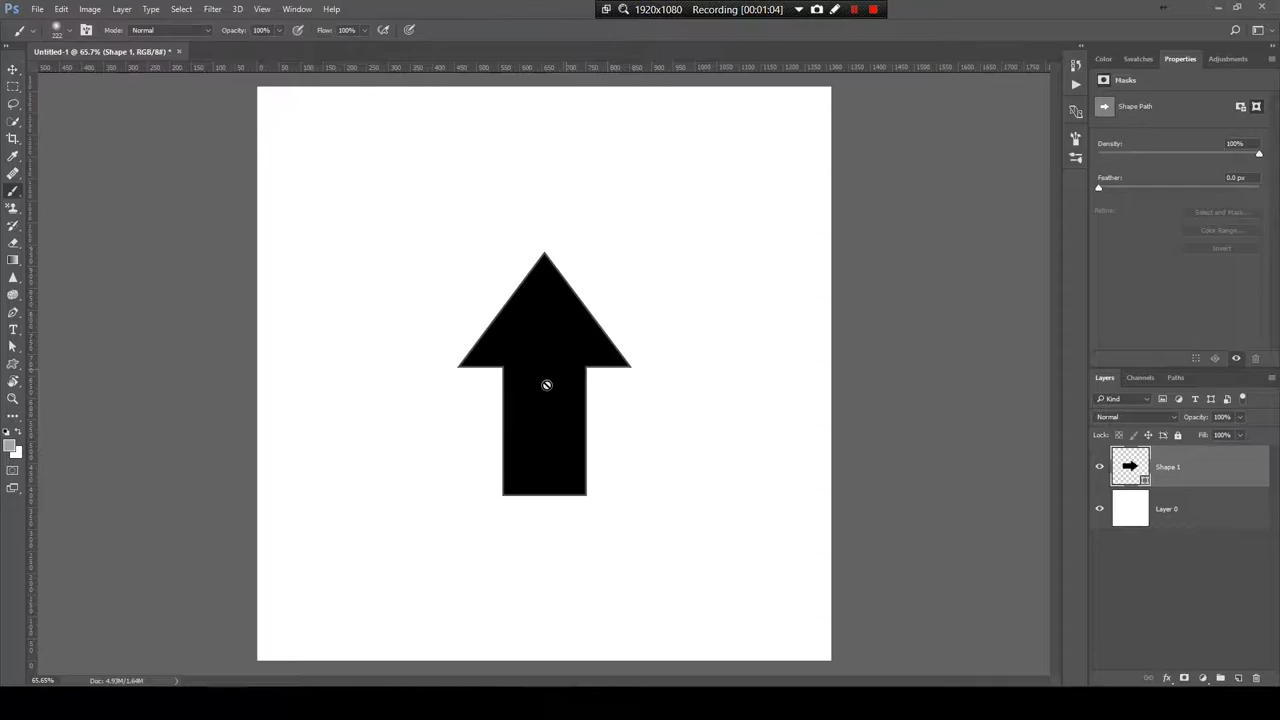 Ps File Edit Image Layer Type Select Filter 3D View Window Help
1920x1080 Recording [00:01:04]
222 Mode: Normal Opacity: 100% Flow: 100%
Untitled-1 @ 65.7% (Shape 1, RGB/8#) * ×
Color Swatches Properties Adjustments
Masks
Shape Path
Density: 100%
Feather: 0.0 px
Refine: Select and Mask...
Color Range...
Invert
Layers Channels Paths
Kind
Normal Opacity: 100%
Lock: Fill: 100%
Shape 1
Layer 0
65.65% Doc: 4.93M/1.64M